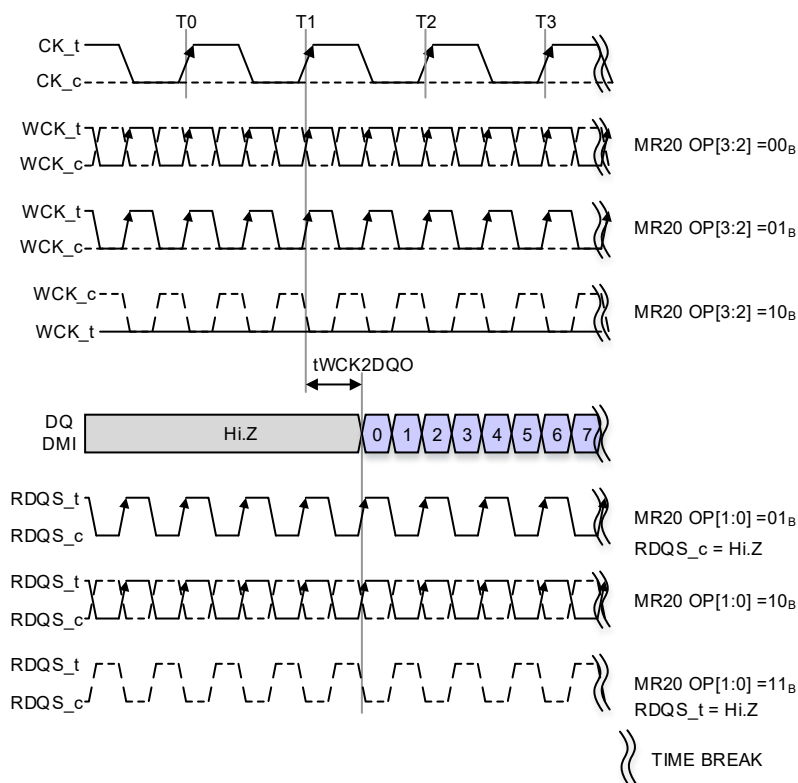 T0 T1 T2 T3
CK_t
CK_c
WCK_t
WCK_c
MR20 OP[3:2] =00B
WCK_t
WCK_c
MR20 OP[3:2] =01B
WCK_c
WCK_t
MR20 OP[3:2] =10B
tWCK2DQO
DQ
DMI
Hi.Z 0 1 2 3 4 5 6 7
RDQS_t
RDQS_c
MR20 OP[1:0] =01B
RDQS_c = Hi.Z
RDQS_t
RDQS_c
MR20 OP[1:0] =10B
RDQS_t
RDQS_c
MR20 OP[1:0] =11B
RDQS_t = Hi.Z
TIME BREAK